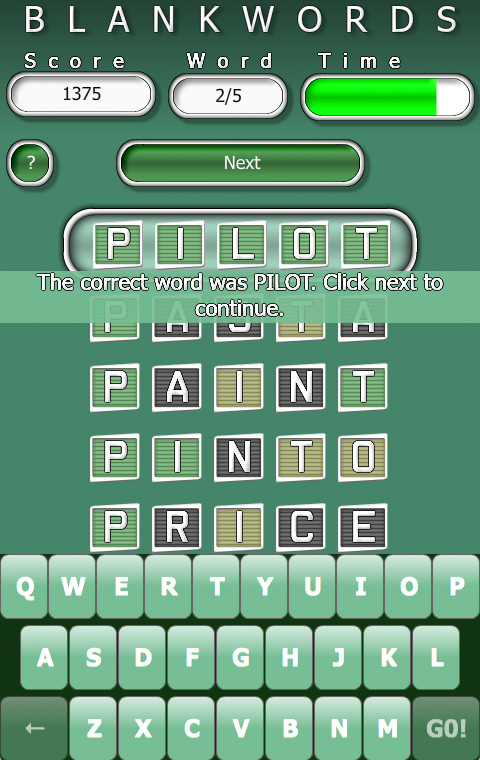 BLANKWORDS
Score Word Time
1375 2/5
? Next
PILOT
The correct word was PILOT. Click next to
continue.
PASTA
PAINT
PINTO
PRICE
Q W E R T Y U I O P
A S D F G H J K L
← Z X C V B N M GO!